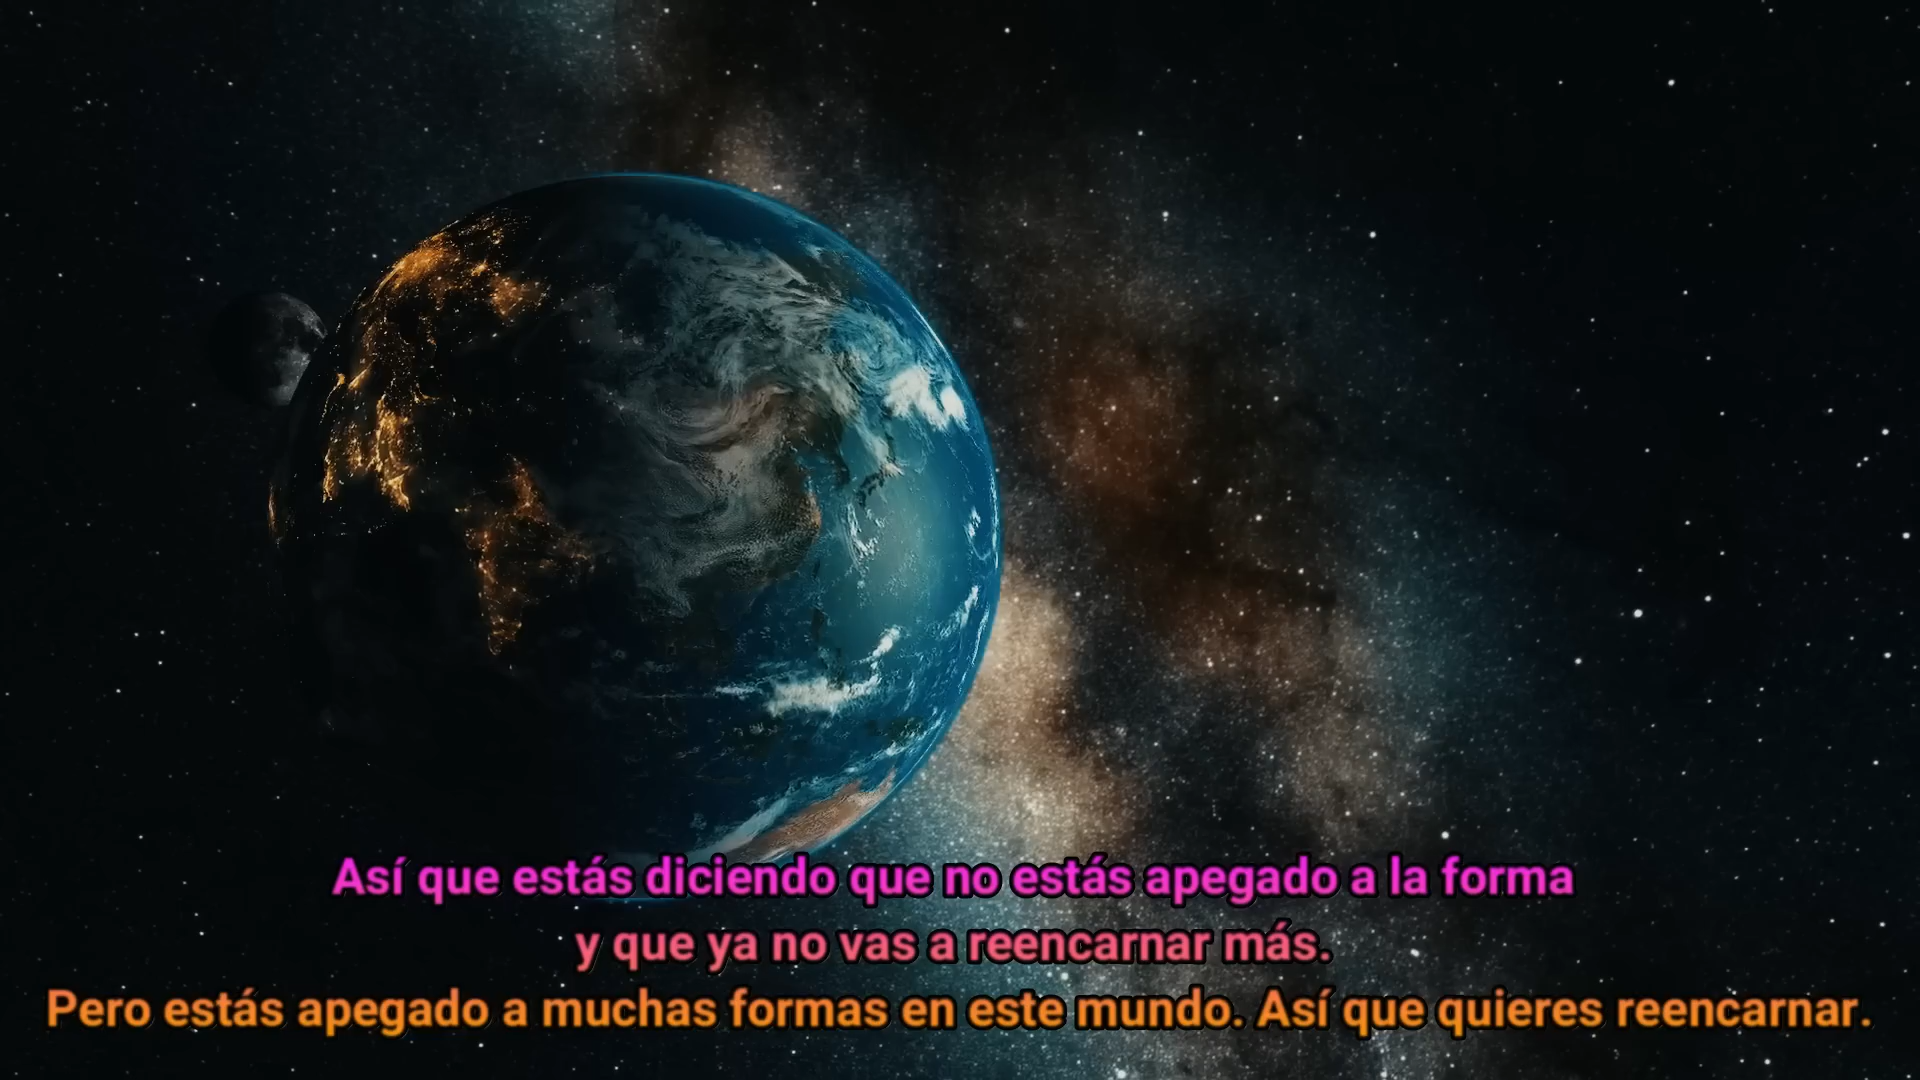 Así que estás diciendo que no estás apegado a la forma
y que ya no vas a reencarnar más.
Pero estás apegado a muchas formas en este mundo. Así que quieres reencarnar.